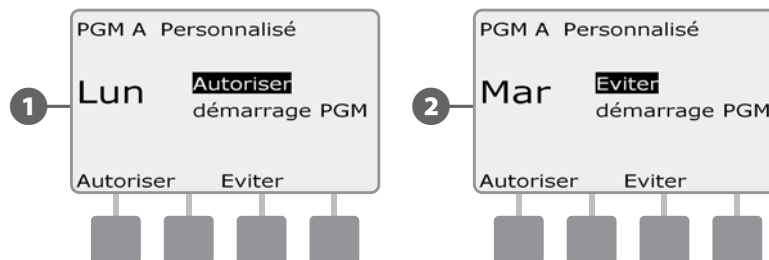 PGM A Personnalisé
1
Lun
Autoriser
démarrage PGM
Autoriser Eviter
PGM A Personnalisé
2
Mar
Eviter
démarrage PGM
Autoriser Eviter